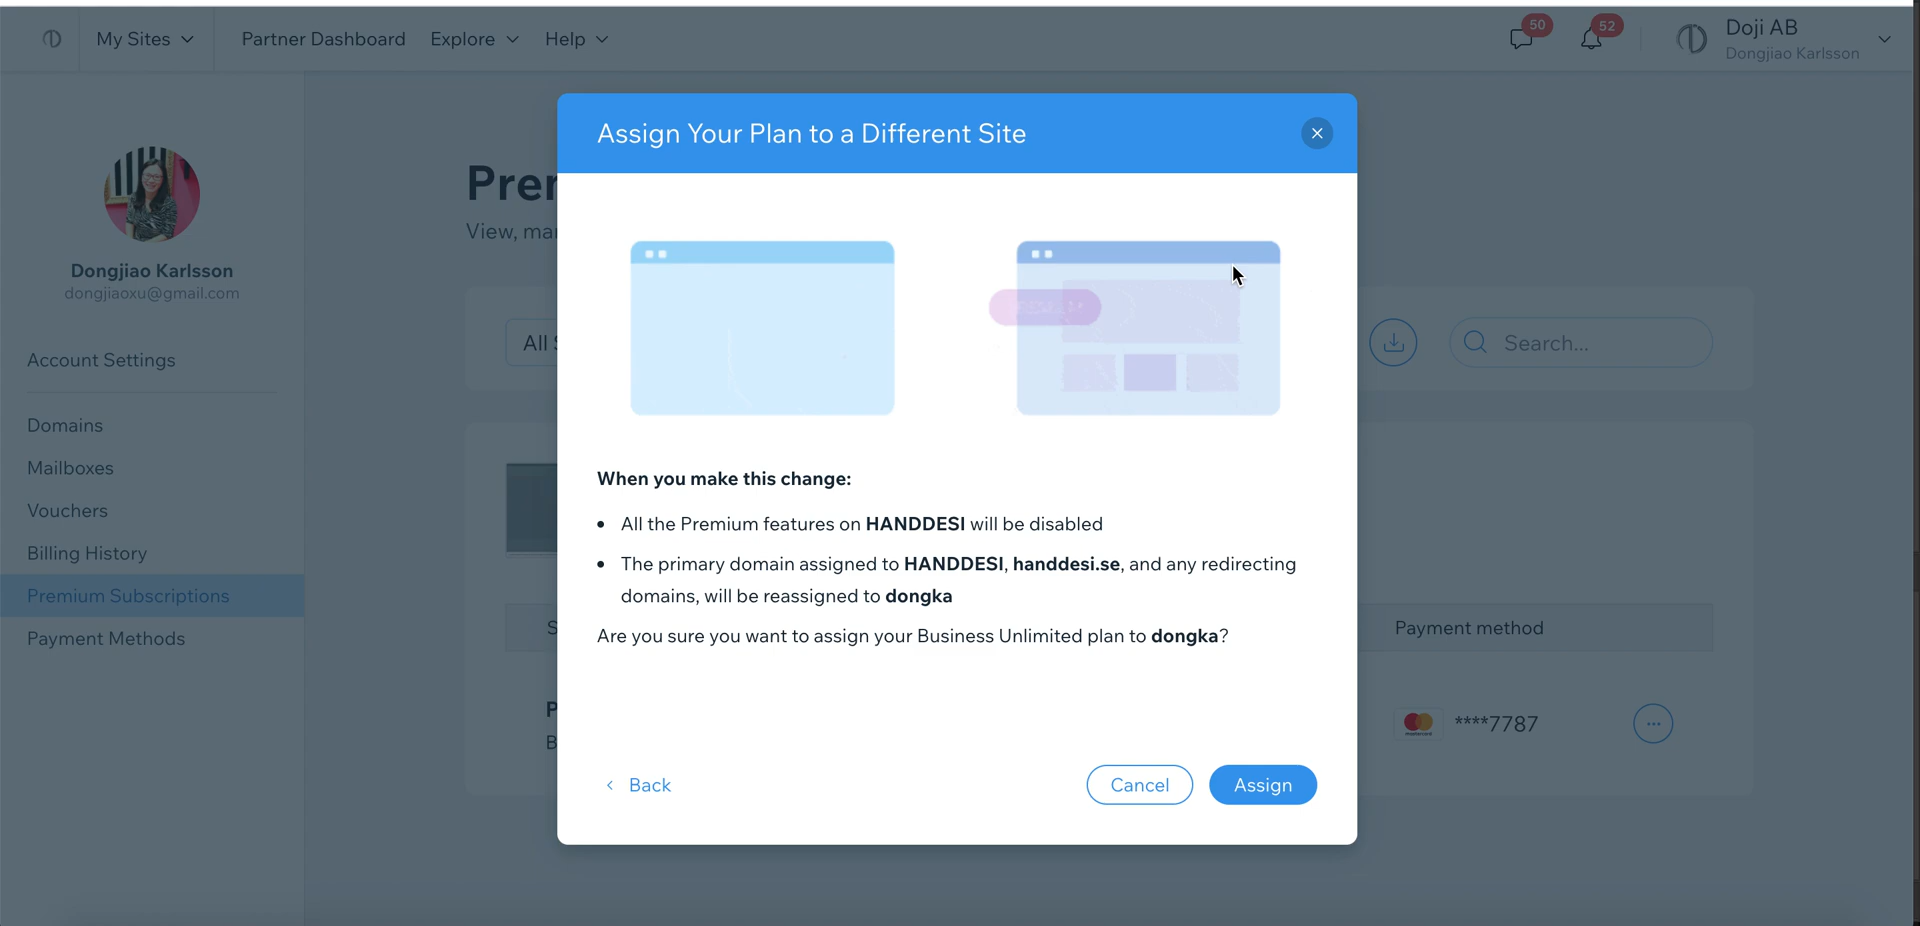 My Sites
Partner Dashboard
Explore
Help
50
52
Doji AB
Dongjiao Karlsson
Assign Your Plan to a Different Site
Dongjiao Karlsson
dongjiaoxu@gmail.com
Account Settings
Domains
Mailboxes
Vouchers
Billing History
Premium Subscriptions
Payment Methods
All
Search...
When you make this change:
• All the Premium features on HANDDESI will be disabled
• The primary domain assigned to HANDDESI, handdesi.se, and any redirecting
domains, will be reassigned to dongka
Are you sure you want to assign your Business Unlimited plan to dongka?
Payment method
mastercard
****7787
Back
Cancel
Assign